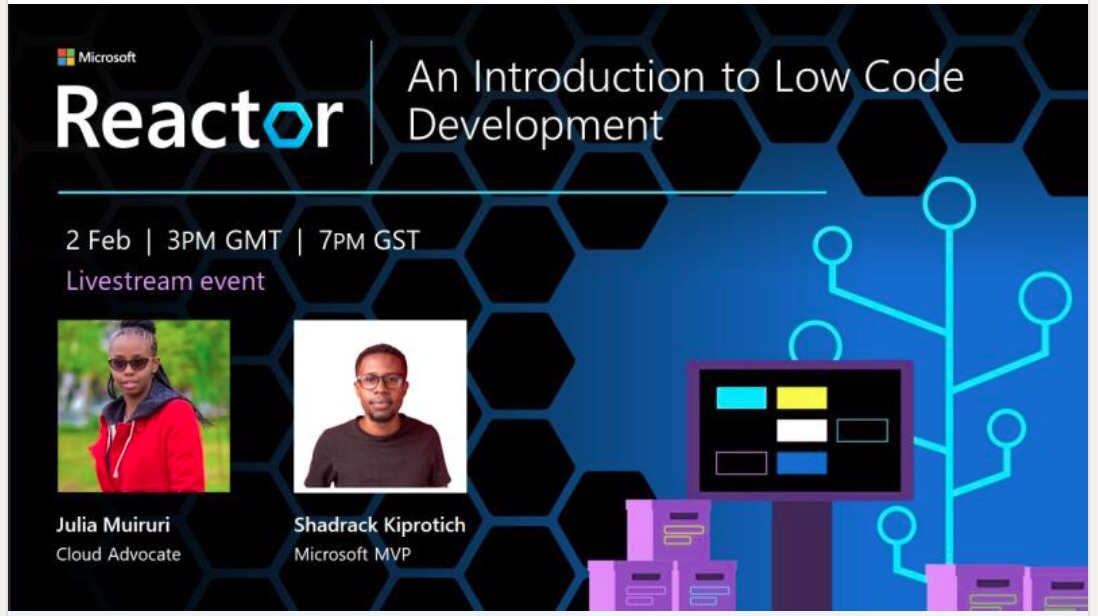 Microsoft
Reactor
An Introduction to Low Code
Development
2 Feb | 3PM GMT | 7PM GST
Livestream event
Julia Muiruri
Cloud Advocate
Shadrack Kiprotich
Microsoft MVP